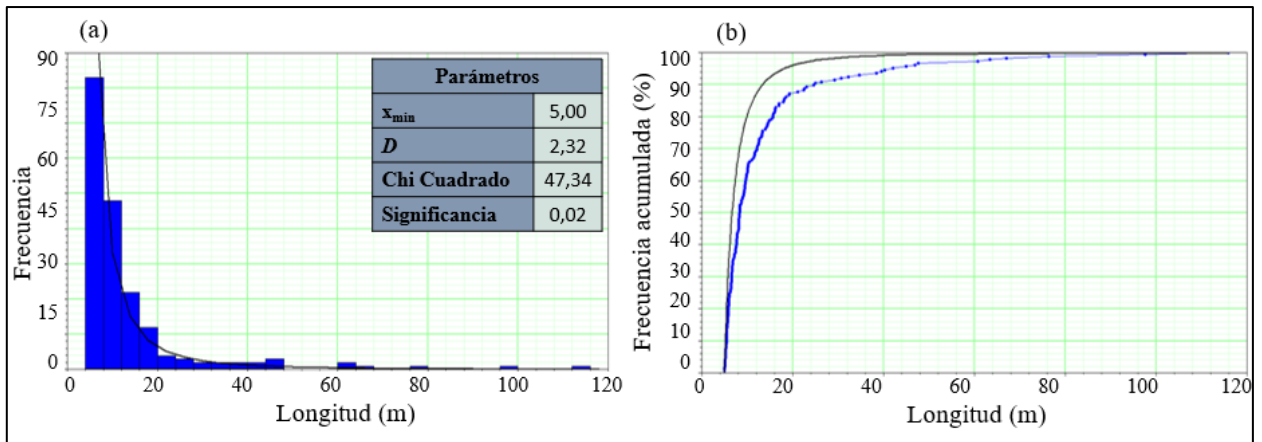 (a)
90
75
60
45
30
15
0
Frecuencia
Parámetros
xmin 5,00
D 2,32
Chi Cuadrado 47,34
Significancia 0,02
0 20 40 60 80 100 120
Longitud (m)
(b)
100
90
80
70
60
50
40
30
20
10
0
Frecuencia acumulada (%)
0 20 40 60 80 100 120
Longitud (m)